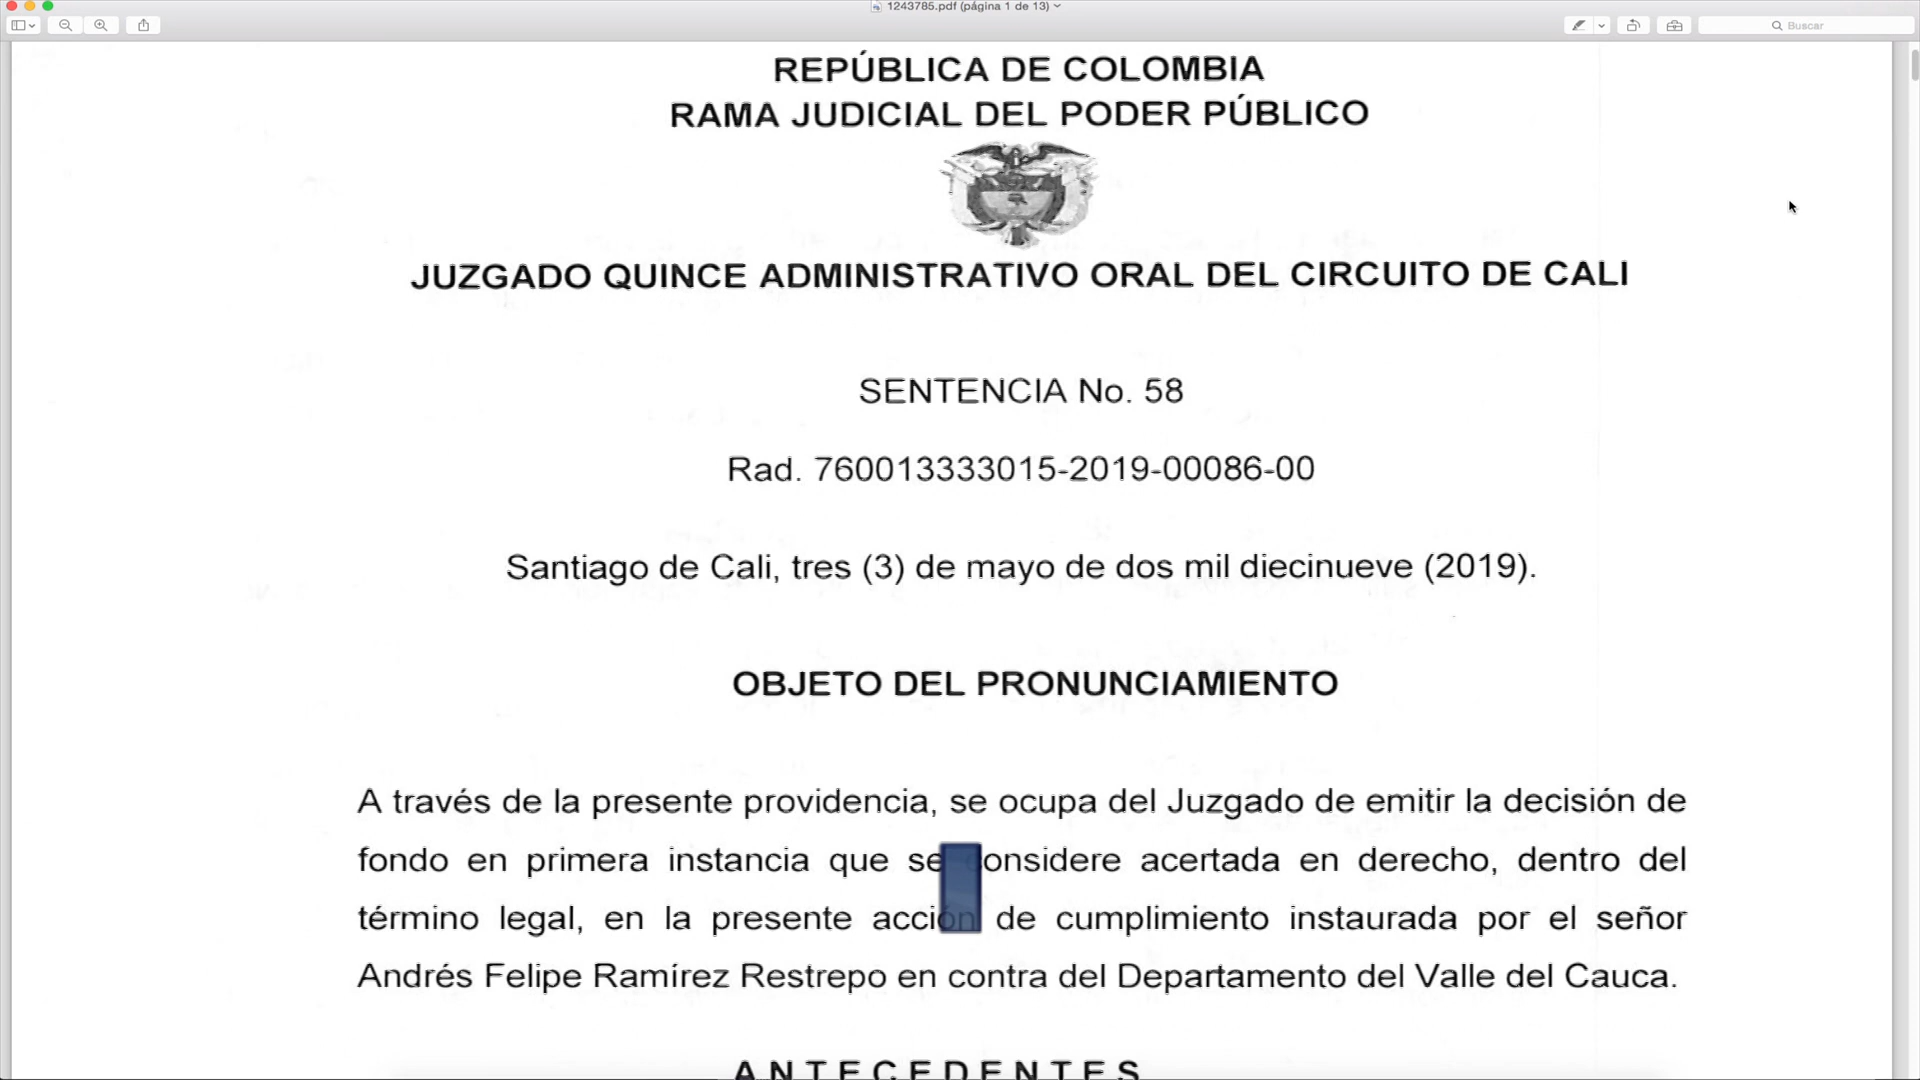 1243785.pdf (página 1 de 13)
Buscar
REPÚBLICA DE COLOMBIA
RAMA JUDICIAL DEL PODER PÚBLICO
JUZGADO QUINCE ADMINISTRATIVO ORAL DEL CIRCUITO DE CALI
SENTENCIA No. 58
Rad. 760013333015-2019-00086-00
Santiago de Cali, tres (3) de mayo de dos mil diecinueve (2019).
OBJETO DEL PRONUNCIAMIENTO
A través de la presente providencia, se ocupa del Juzgado de emitir la decisión de
fondo en primera instancia que se considere acertada en derecho, dentro del
término legal, en la presente acción de cumplimiento instaurada por el señor
Andrés Felipe Ramírez Restrepo en contra del Departamento del Valle del Cauca.
ANTECEDENTES